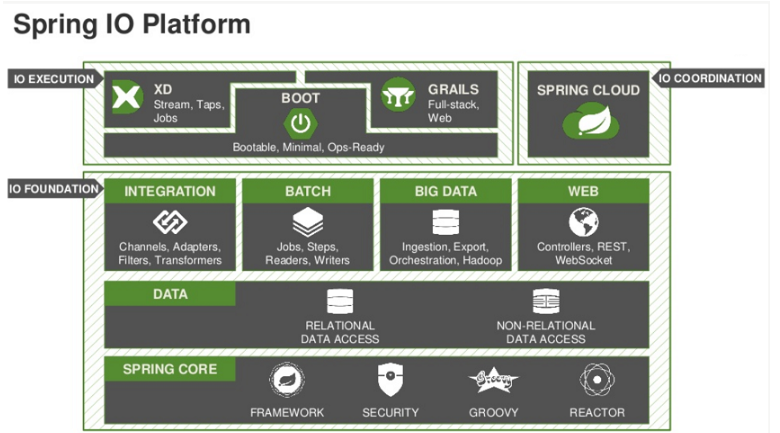 Spring IO Platform
IO EXECUTION
XD
Stream, Taps,
Jobs
BOOT
Bootable, Minimal, Ops-Ready
GRAILS
Full-stack,
Web
SPRING CLOUD
IO COORDINATION
IO FOUNDATION
INTEGRATION
Channels, Adapters,
Filters, Transformers
BATCH
Jobs, Steps,
Readers, Writers
BIG DATA
Ingestion, Export,
Orchestration, Hadoop
WEB
Controllers, REST,
WebSocket
DATA
RELATIONAL
DATA ACCESS
NON-RELATIONAL
DATA ACCESS
SPRING CORE
FRAMEWORK
SECURITY
Groovy
GROOVY
REACTOR